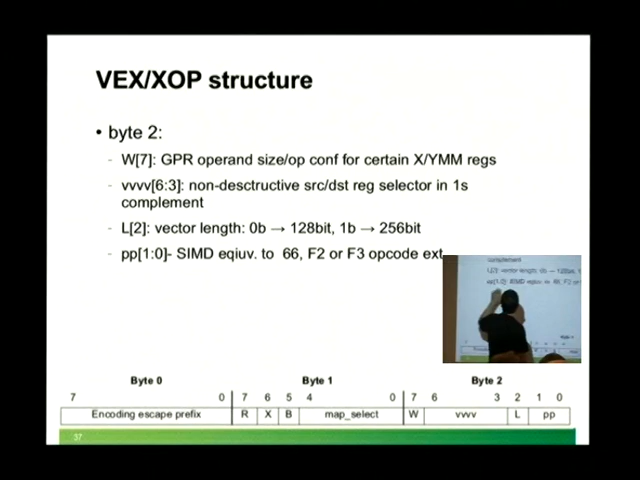 VEX/XOP structure
• byte 2:
- W[7]: GPR operand size/op conf for certain X/YMM regs
- vvvv[6:3]: non-desctructive src/dst reg selector in 1s
complement
- L[2]: vector length: 0b → 128bit, 1b → 256bit
- pp[1:0]- SIMD eqiuv. to 66, F2 or F3 opcode ext
complement
Byte 0 Byte 1 Byte 2
7 0 7 6 5 4 0 7 6 3 2 1 0
Encoding escape prefix R X B map_select W vvvv L pp
37